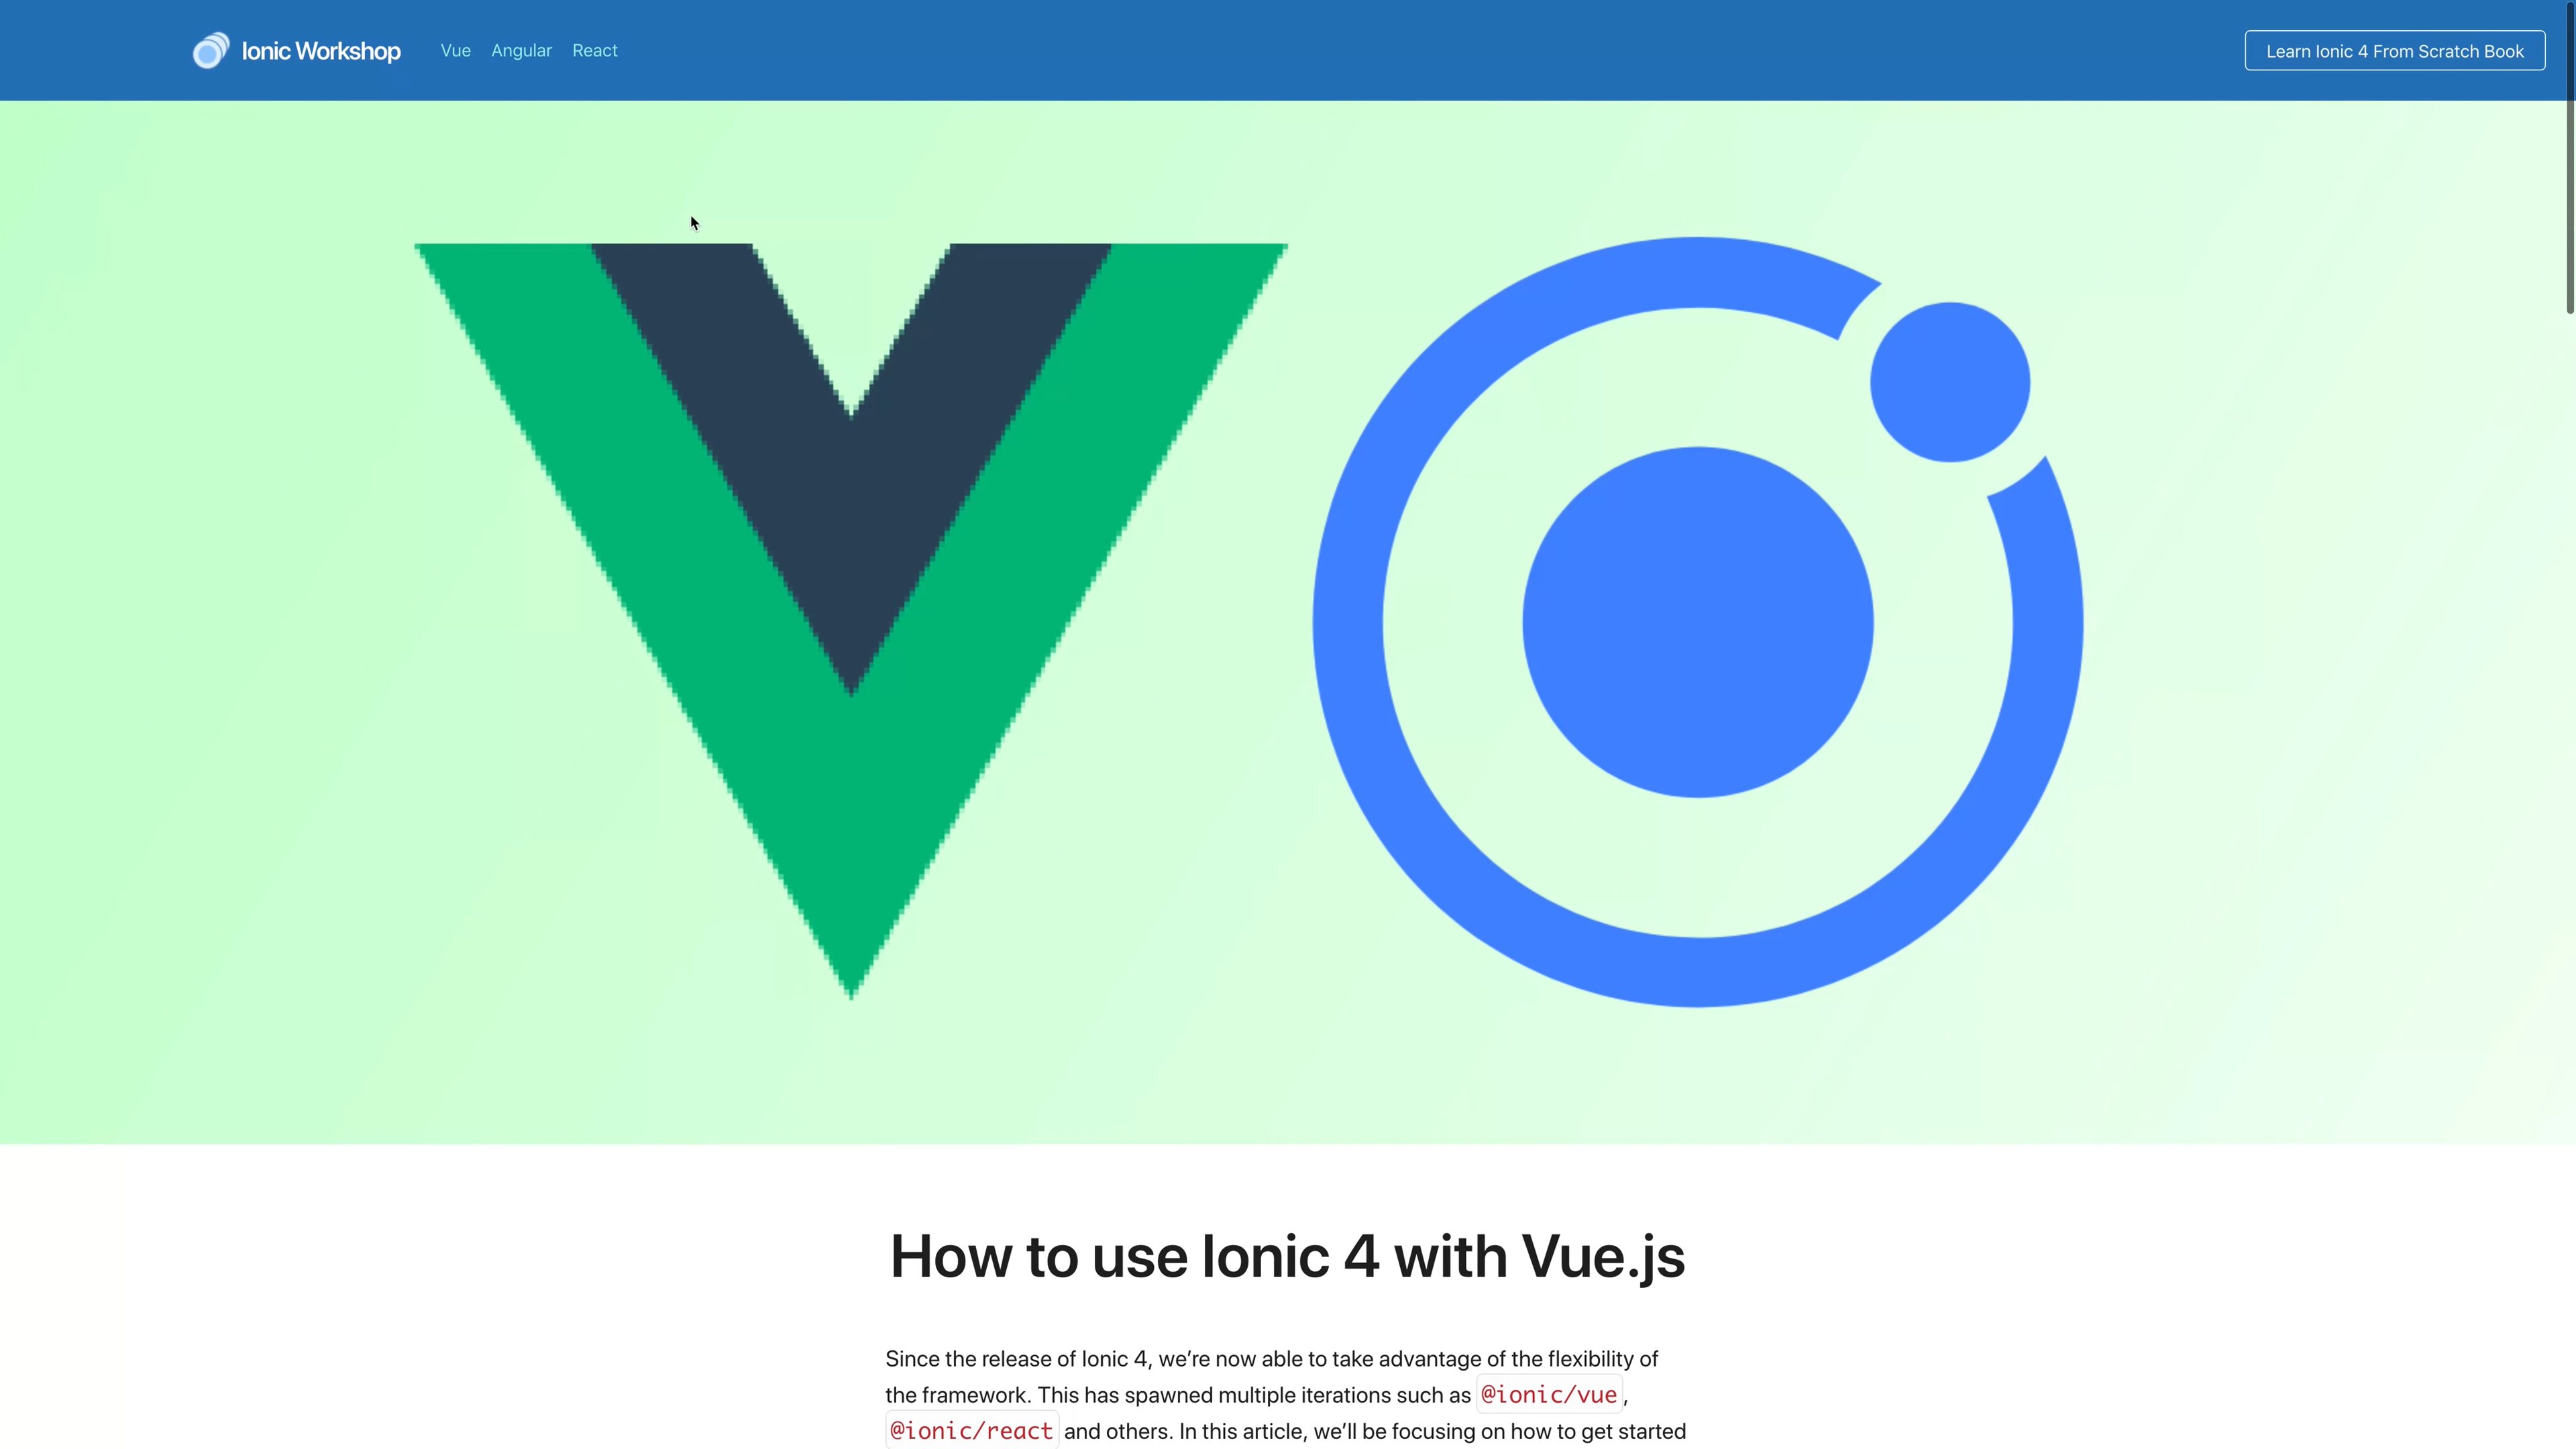 Ionic Workshop Vue Angular React Learn Ionic 4 From Scratch Book
How to use Ionic 4 with Vue.js
Since the release of Ionic 4, we’re now able to take advantage of the flexibility of
the framework. This has spawned multiple iterations such as @ionic/vue,
@ionic/react and others. In this article, we’ll be focusing on how to get started